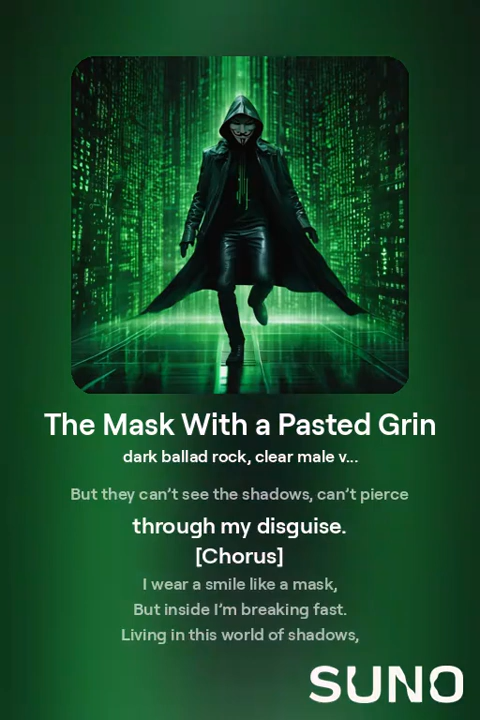 The Mask With a Pasted Grin
dark ballad rock, clear male v...
But they can't see the shadows, can't pierce
through my disguise.
[Chorus]
I wear a smile like a mask,
But inside I'm breaking fast.
Living in this world of shadows,
SUNO